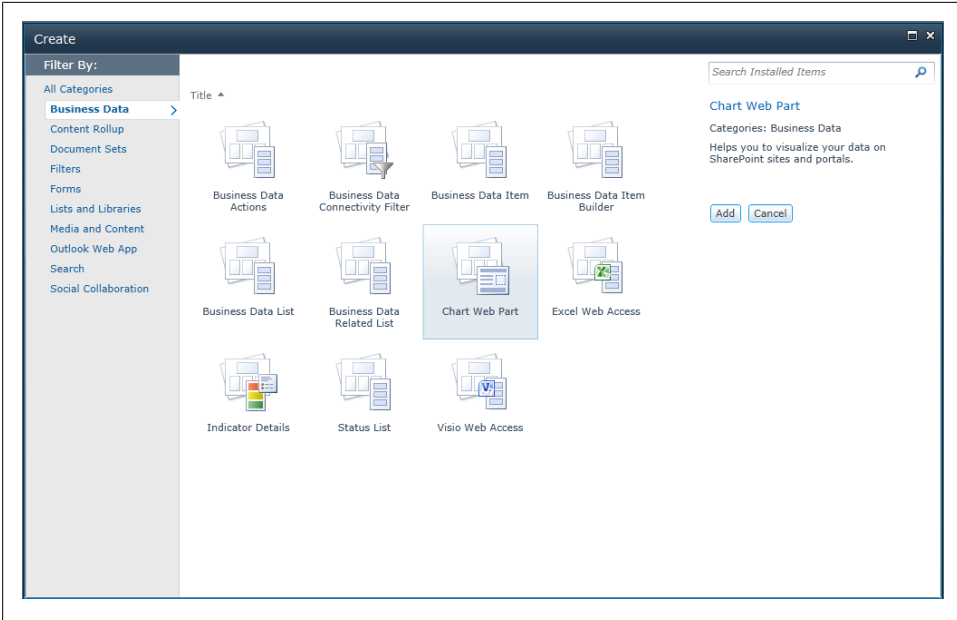 Create
Filter By:
All Categories
Business Data
Content Rollup
Document Sets
Filters
Forms
Lists and Libraries
Media and Content
Outlook Web App
Search
Social Collaboration
Title
Business Data
Actions
Business Data
Connectivity Filter
Business Data Item
Business Data Item
Builder
Business Data List
Business Data
Related List
Chart Web Part
Excel Web Access
Indicator Details
Status List
Visio Web Access
Search Installed Items
Chart Web Part
Categories: Business Data
Helps you to visualize your data on
SharePoint sites and portals.
Add Cancel